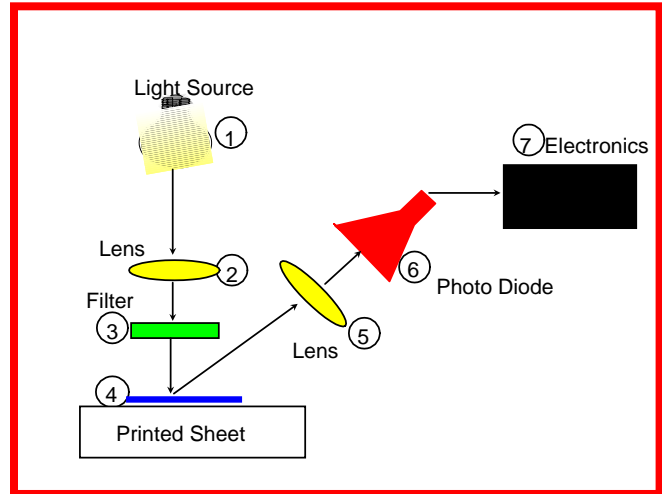 Light Source
1
7 Electronics
Lens
2
6
Photo Diode
Filter
3
5
Lens
4
Printed Sheet